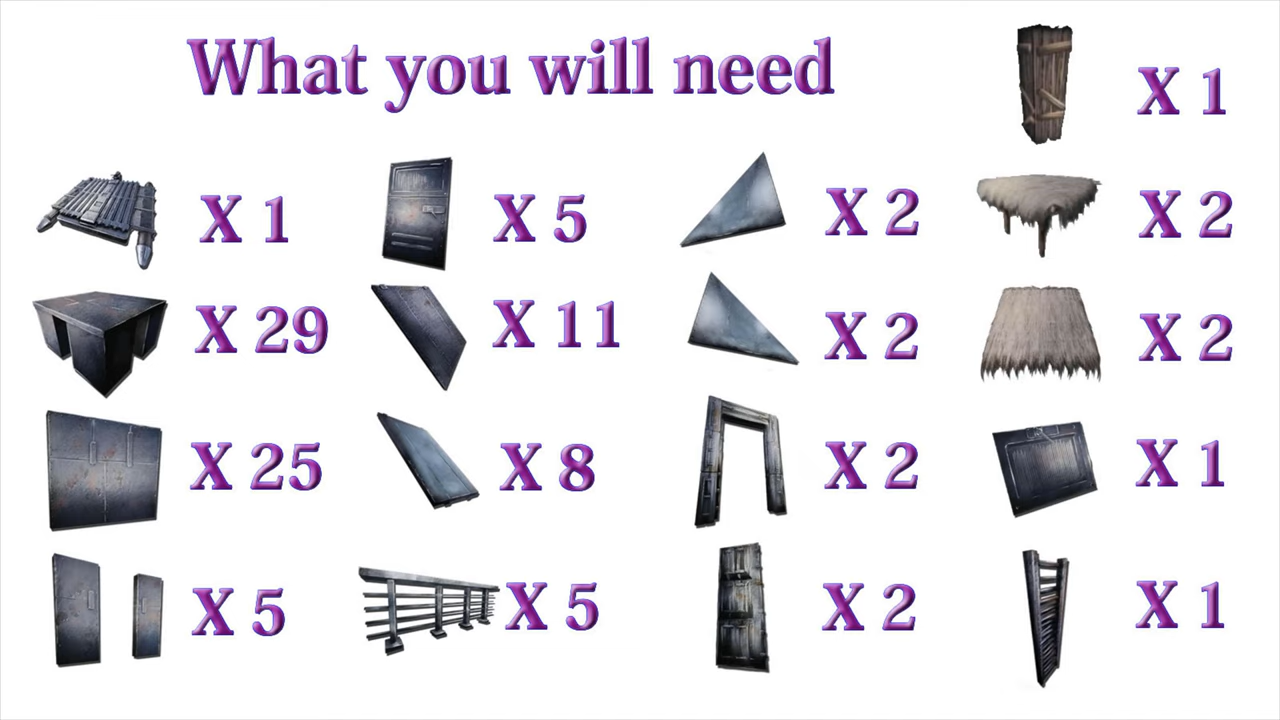 What you will need
X 1
X 1
X 5
X 2
X 2
X 29
X 11
X 2
X 2
X 25
X 8
X 2
X 1
X 5
X 5
X 2
X 1